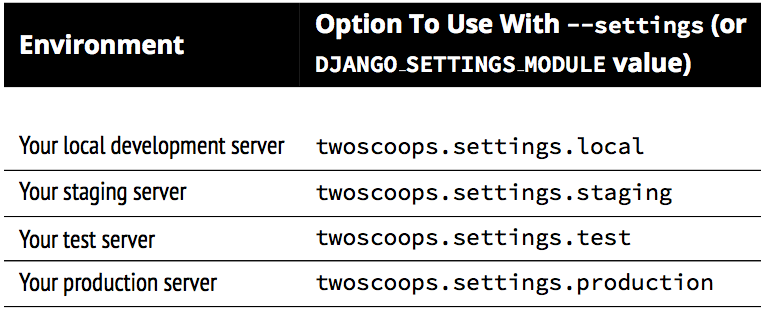 Environment
Option To Use With --settings (or
DJANGO_SETTINGS_MODULE value)
Your local development server twoscoops.settings.local
Your staging server twoscoops.settings.staging
Your test server twoscoops.settings.test
Your production server twoscoops.settings.production